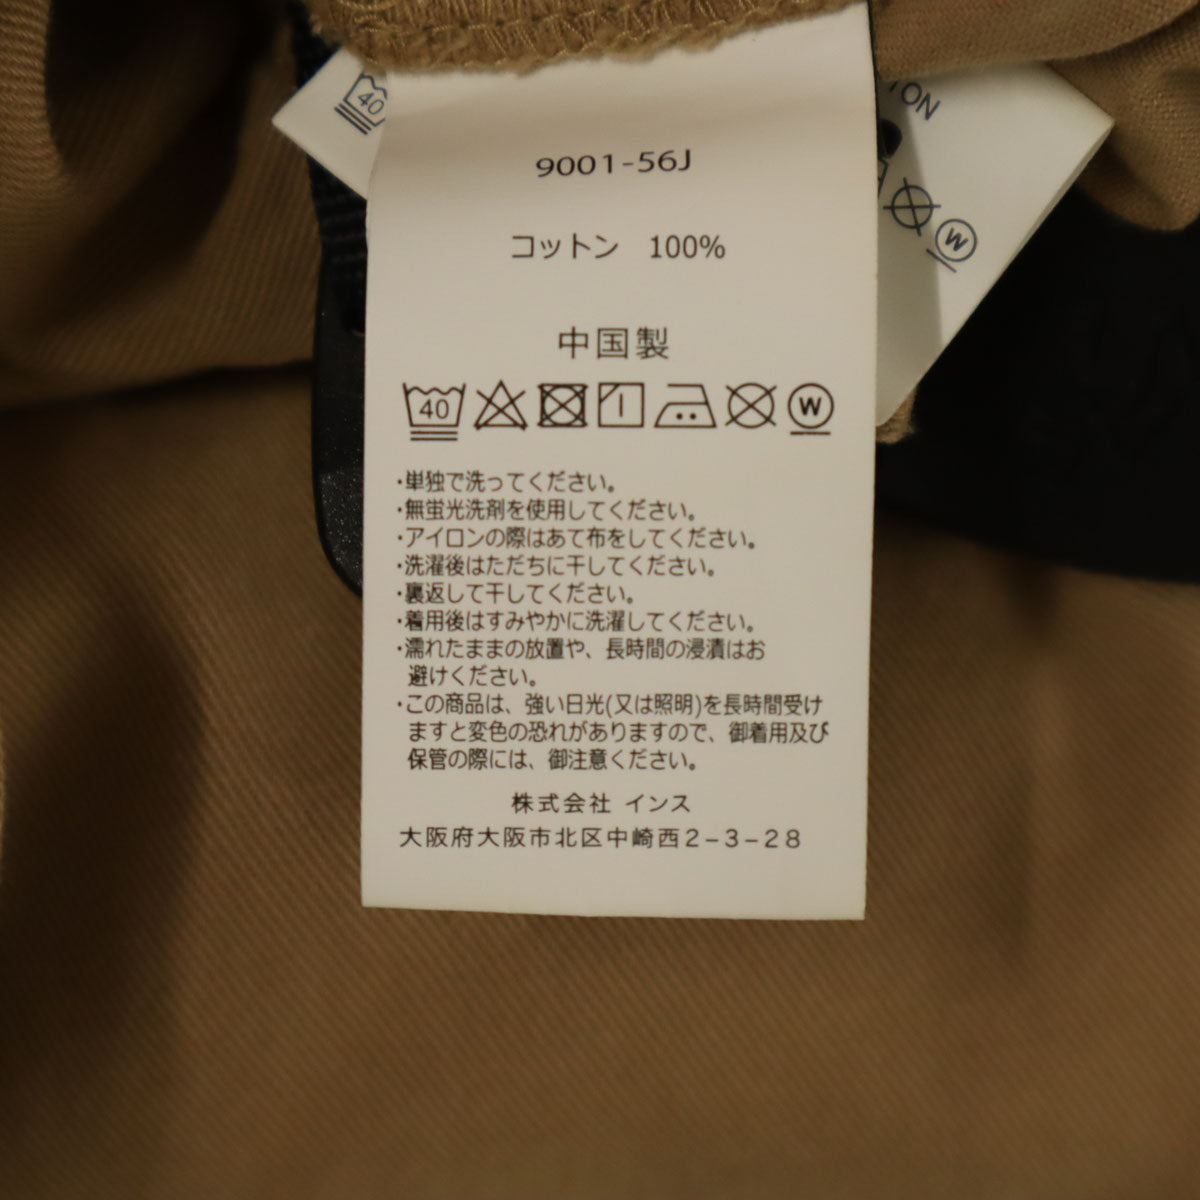 9001-56J
コットン 100%
中国製
40
W
・単独で洗ってください。
・無蛍光洗剤を使用してください。
・アイロンの際はあて布をしてください。
・洗濯後はただちに干してください。
・裏返して干してください。
・着用後はすみやかに洗濯してください。
・濡れたままの放置や、長時間の浸漬はお
避けください。
・この商品は、強い日光(又は照明)を長時間受け
ますと変色の恐れがありますので、御着用及び
保管の際には、御注意ください。
株式会社 インス
大阪府大阪市北区中崎西2-3-28
40
W